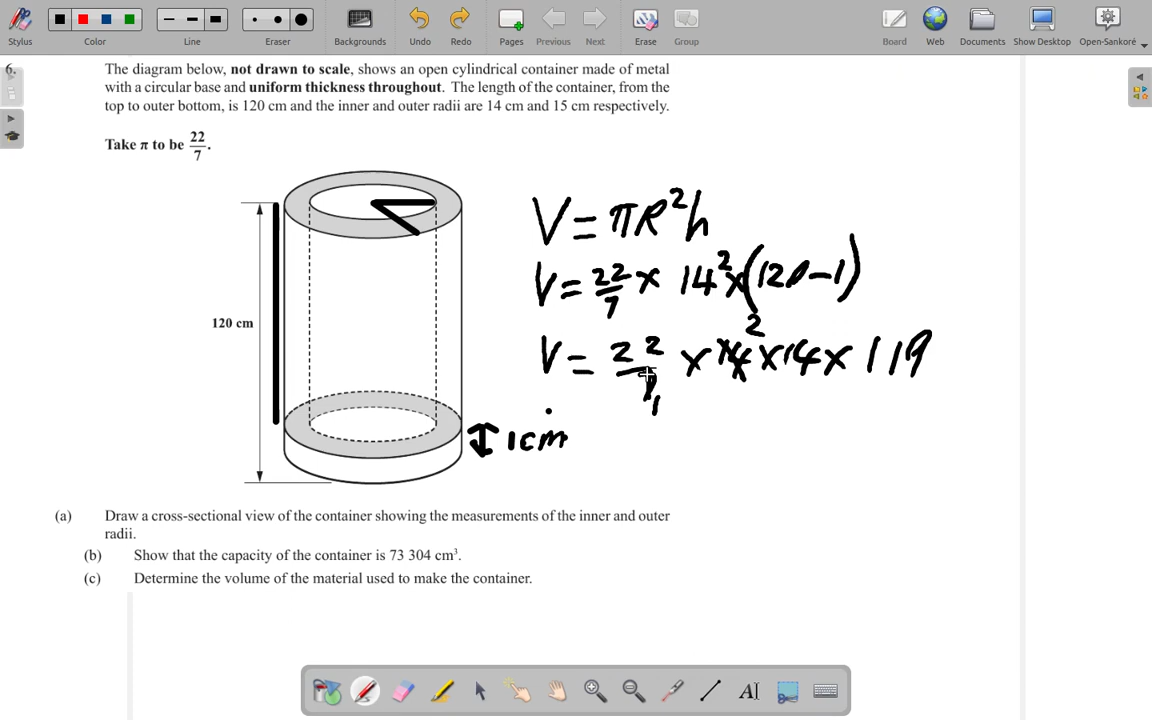 Stylus
Color
Line
Eraser
Backgrounds
Undo
Redo
Pages
Previous
Next
Erase
Group
Board
Web
Documents
Show Desktop
Open-Sankoré
6.
The diagram below, not drawn to scale, shows an open cylindrical container made of metal
with a circular base and uniform thickness throughout. The length of the container, from the
top to outer bottom, is 120 cm and the inner and outer radii are 14 cm and 15 cm respectively.
Take π to be 22/7.
120 cm
V = πR²h
V = 22/7 × 14² × (120 – 1)
2
V = 22/7 × 14 × 14 × 119
1
1cm
(a) Draw a cross-sectional view of the container showing the measurements of the inner and outer
radii.
(b) Show that the capacity of the container is 73 304 cm³.
(c) Determine the volume of the material used to make the container.